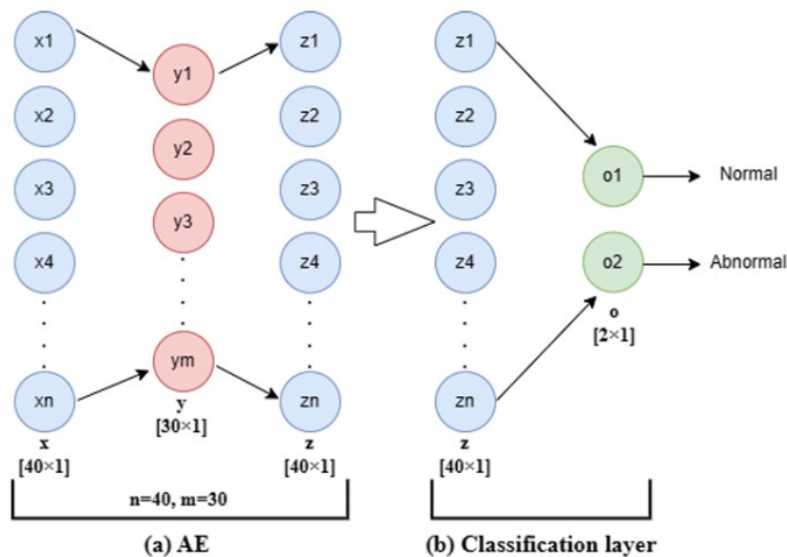 x1
x2
x3
x4
xn
x
[40×1]
y1
y2
y3
ym
y
[30×1]
z1
z2
z3
z4
zn
z
[40×1]
n=40, m=30
(a) AE
z1
z2
z3
z4
zn
z
[40×1]
o1
o2
o
[2×1]
Normal
Abnormal
(b) Classification layer